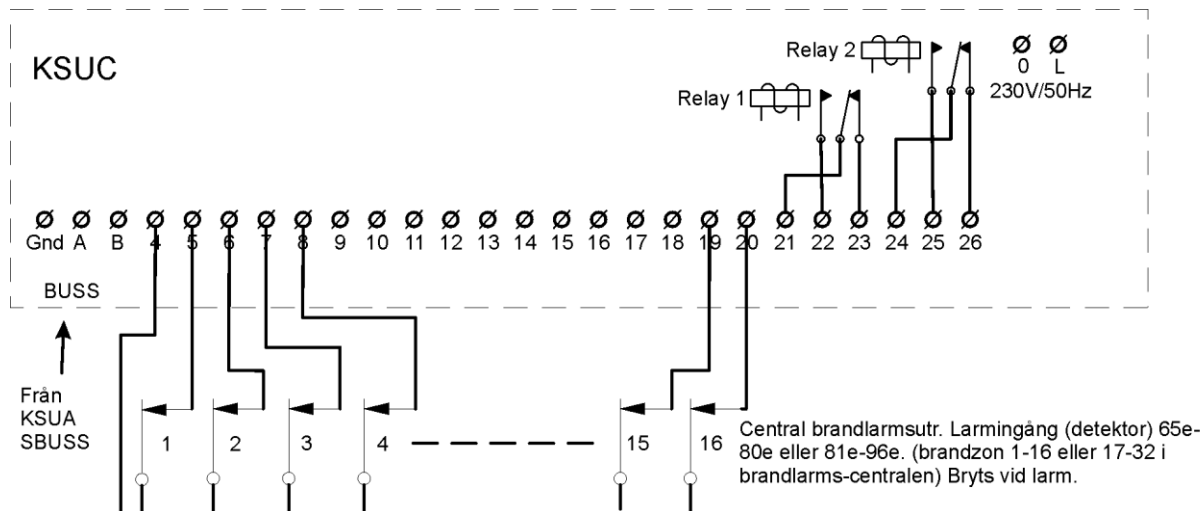 KSUC
Relay 2
0 L
230V/50Hz
Relay 1
Gnd A B 4 5 6 7 8 9 10 11 12 13 14 15 16 17 18 19 20 21 22 23 24 25 26
BUSS
Från
KSUA
SBUSS
1 2 3 4 15 16
Central brandlarmsutr. Larmingång (detektor) 65e-
80e eller 81e-96e. (brandzon 1-16 eller 17-32 i
brandlarms-centralen) Bryts vid larm.